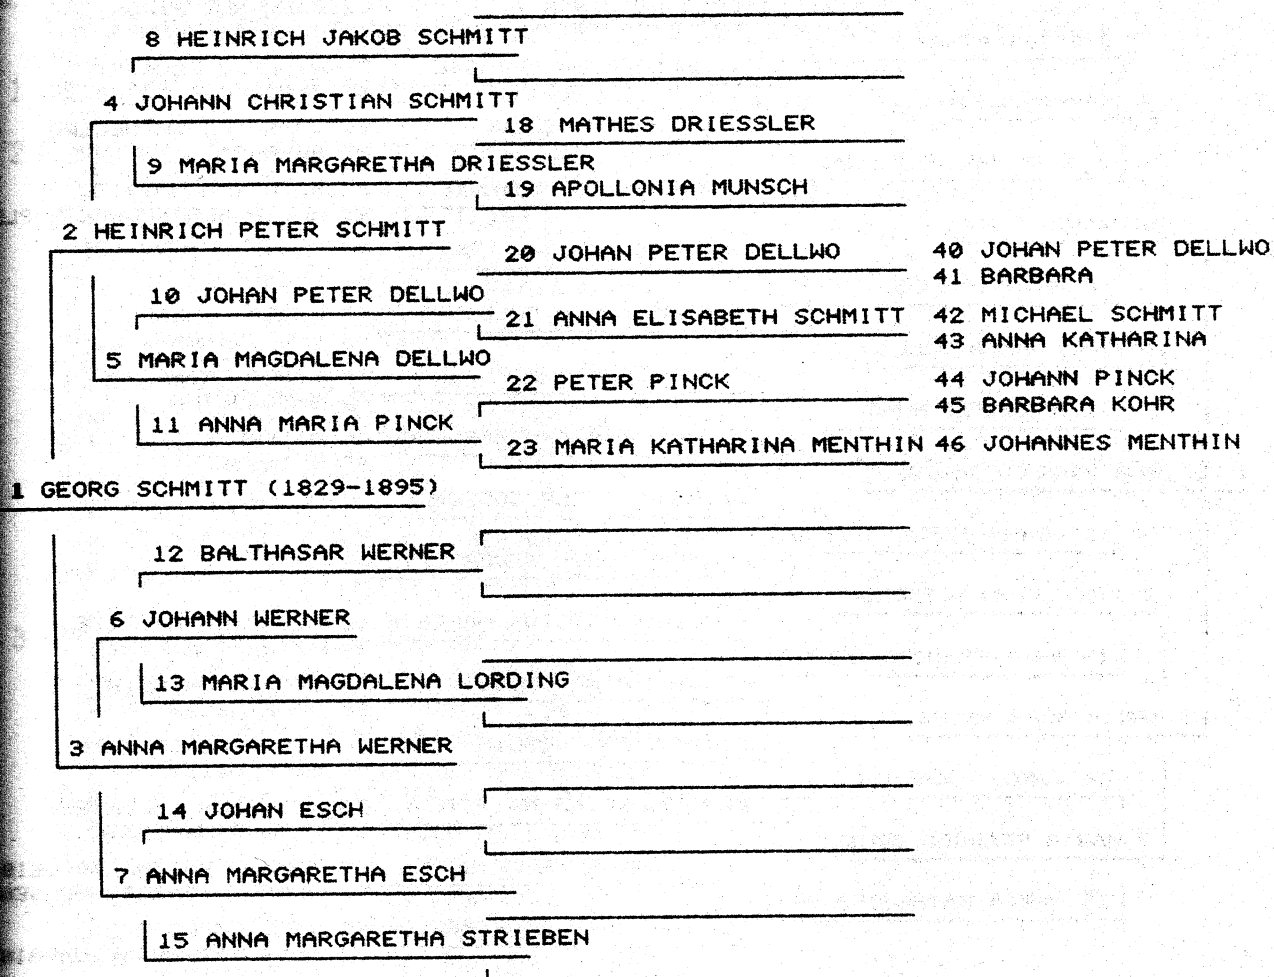 8 HEINRICH JAKOB SCHMITT
4 JOHANN CHRISTIAN SCHMITT
18 MATHES DRIESSLER
9 MARIA MARGARETHA DRIESSLER
19 APOLLONIA MUNSCH
2 HEINRICH PETER SCHMITT
20 JOHAN PETER DELLWO 40 JOHAN PETER DELLWO
41 BARBARA
10 JOHAN PETER DELLWO
21 ANNA ELISABETH SCHMITT 42 MICHAEL SCHMITT
43 ANNA KATHARINA
5 MARIA MAGDALENA DELLWO
22 PETER PINCK 44 JOHANN PINCK
45 BARBARA KOHR
11 ANNA MARIA PINCK
23 MARIA KATHARINA MENTHIN 46 JOHANNES MENTHIN
1 GEORG SCHMITT (1829-1895)
12 BALTHASAR WERNER
6 JOHANN WERNER
13 MARIA MAGDALENA LORDING
3 ANNA MARGARETHA WERNER
14 JOHAN ESCH
7 ANNA MARGARETHA ESCH
15 ANNA MARGARETHA STRIEBEN